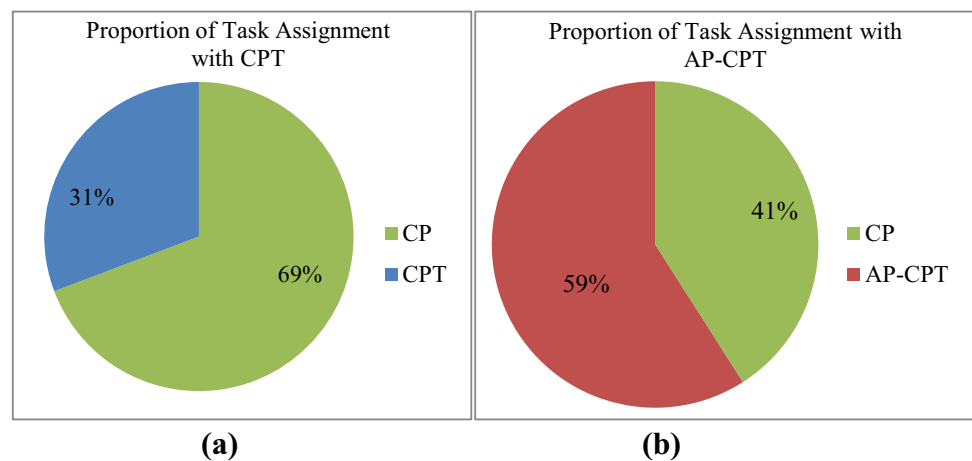 Proportion of Task Assignment
with CPT
31%
69%
CP
CPT
(a)
Proportion of Task Assignment with
AP-CPT
41%
59%
CP
AP-CPT
(b)